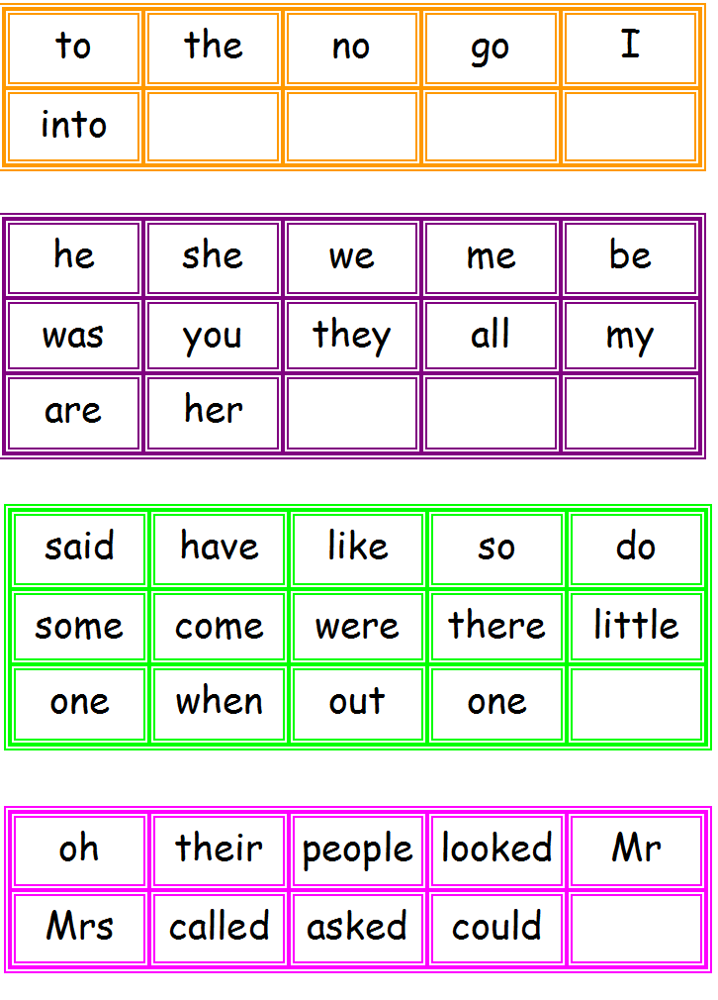 to the no go I
into
he she we me be
was you they all my
are her
said have like so do
some come were there little
one when out one
oh their people looked Mr
Mrs called asked could